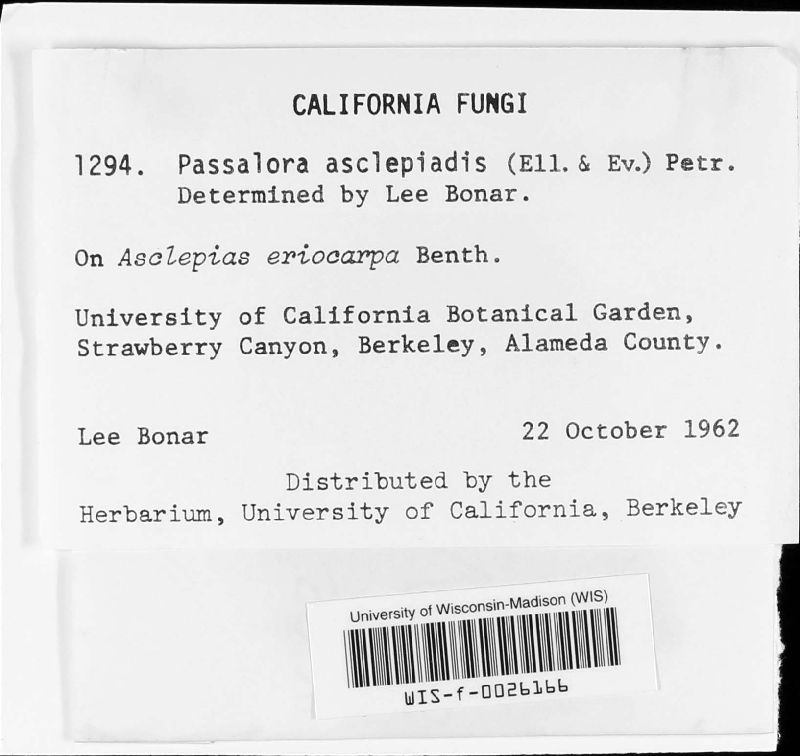 CALIFORNIA FUNGI
1294. Passalora asclepiadis (Ell. & Ev.) Petr.
Determined by Lee Bonar.
On Asclepias eriocarpa Benth.
University of California Botanical Garden,
Strawberry Canyon, Berkeley, Alameda County.
Lee Bonar 22 October 1962
Distributed by the
Herbarium, University of California, Berkeley
University of Wisconsin-Madison (WIS)
WIS-f-0026166